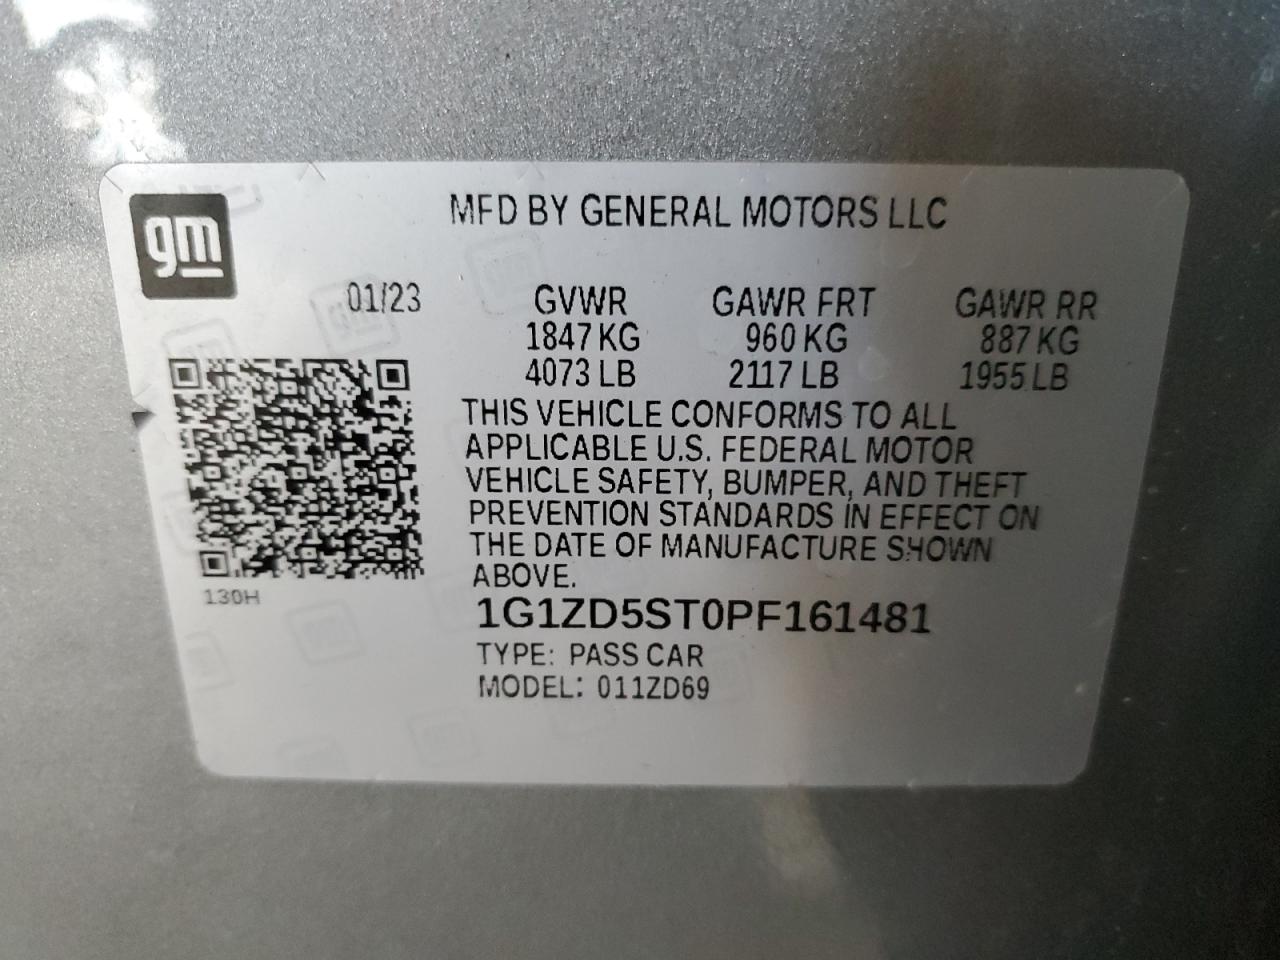 gm
MFD BY GENERAL MOTORS LLC
01/23 GVWR GAWR FRT GAWR RR
1847 KG 960 KG 887 KG
4073 LB 2117 LB 1955 LB
THIS VEHICLE CONFORMS TO ALL
APPLICABLE U.S. FEDERAL MOTOR
VEHICLE SAFETY, BUMPER, AND THEFT
PREVENTION STANDARDS IN EFFECT ON
THE DATE OF MANUFACTURE SHOWN
ABOVE.
130H
1G1ZD5ST0PF161481
TYPE: PASS CAR
MODEL: 011ZD69